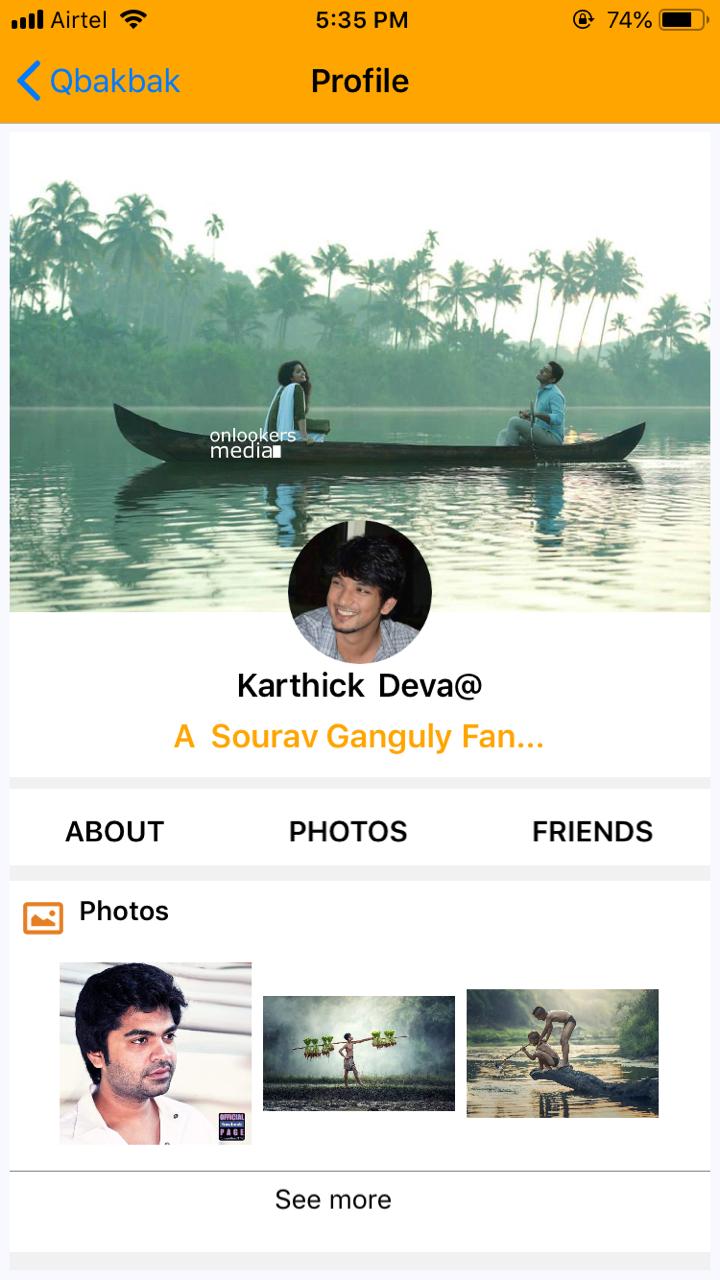 Airtel 5:35 PM 74%
Qbakbak Profile
onlookers
media
Karthick Deva@
A Sourav Ganguly Fan...
ABOUT PHOTOS FRIENDS
Photos
OFFICIAL
PAGE
See more